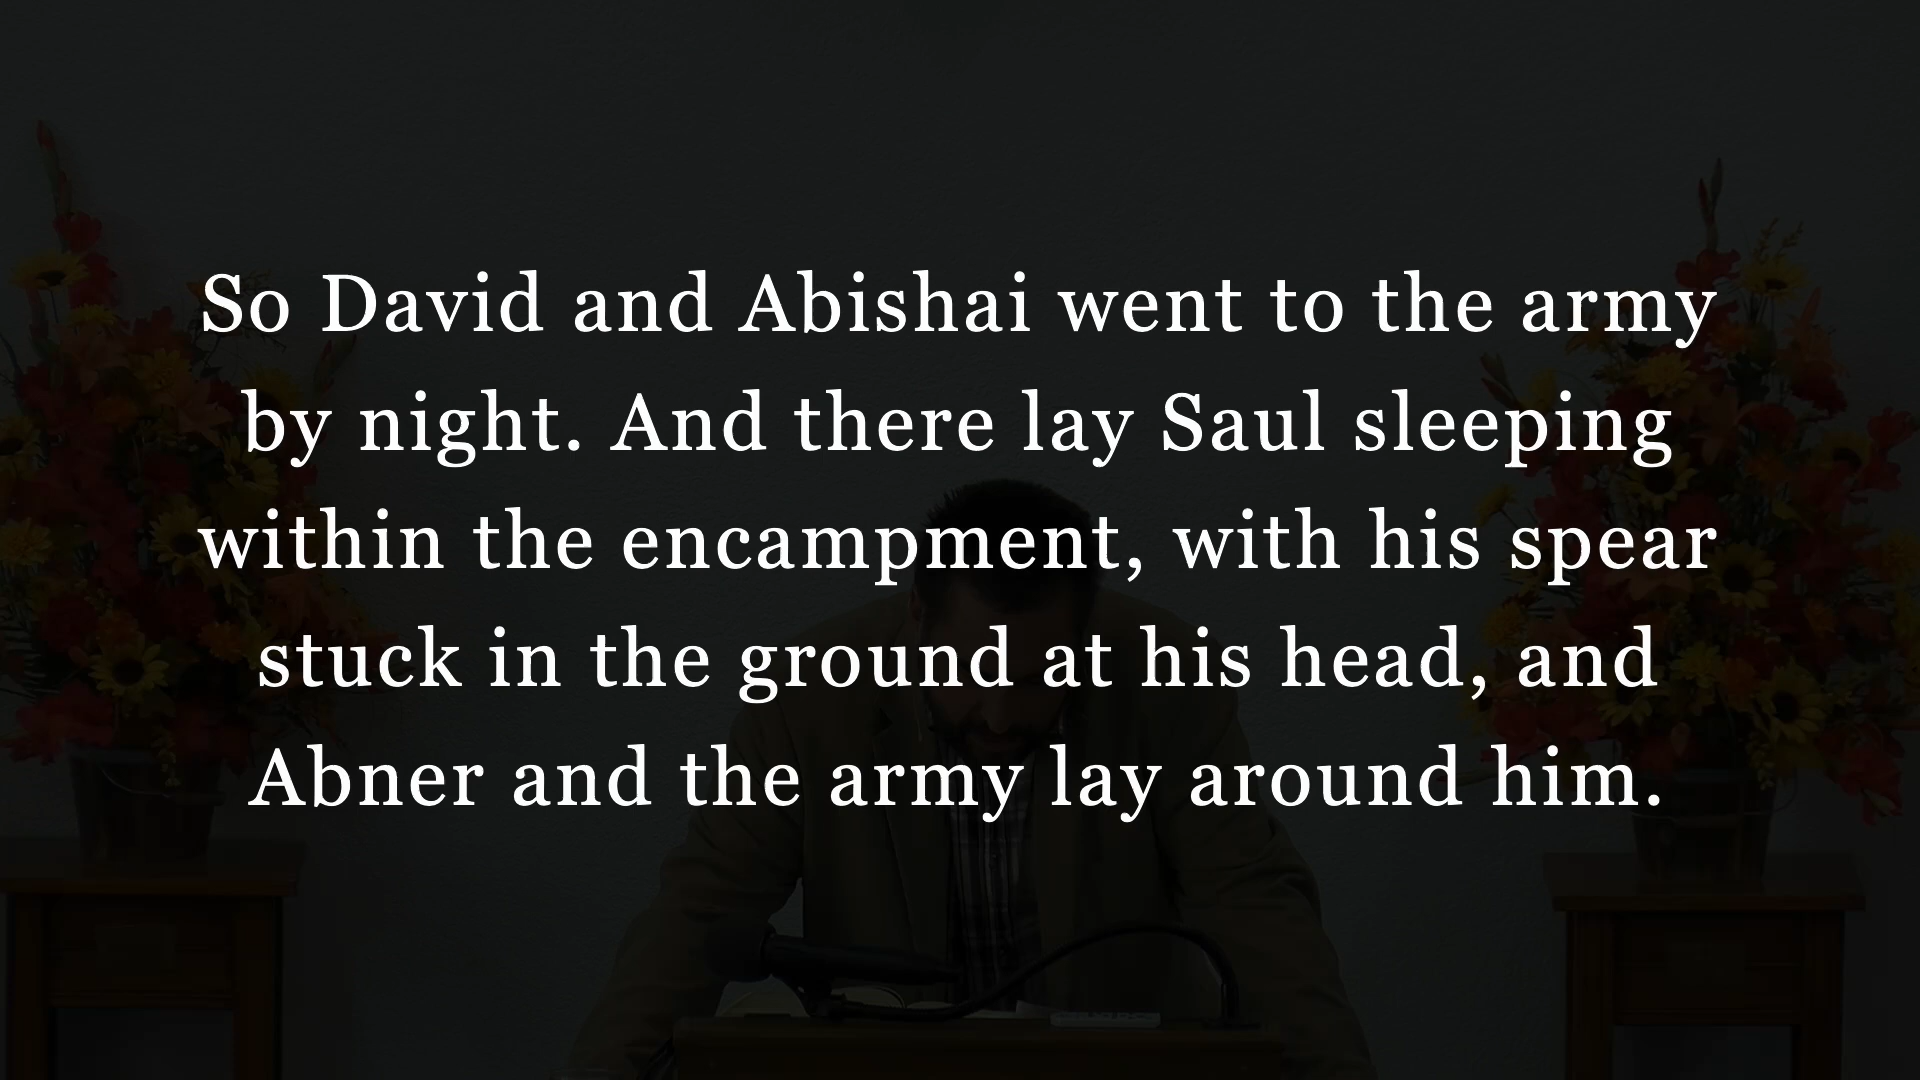 So David and Abishai went to the army
by night. And there lay Saul sleeping
within the encampment, with his spear
stuck in the ground at his head, and
Abner and the army lay around him.